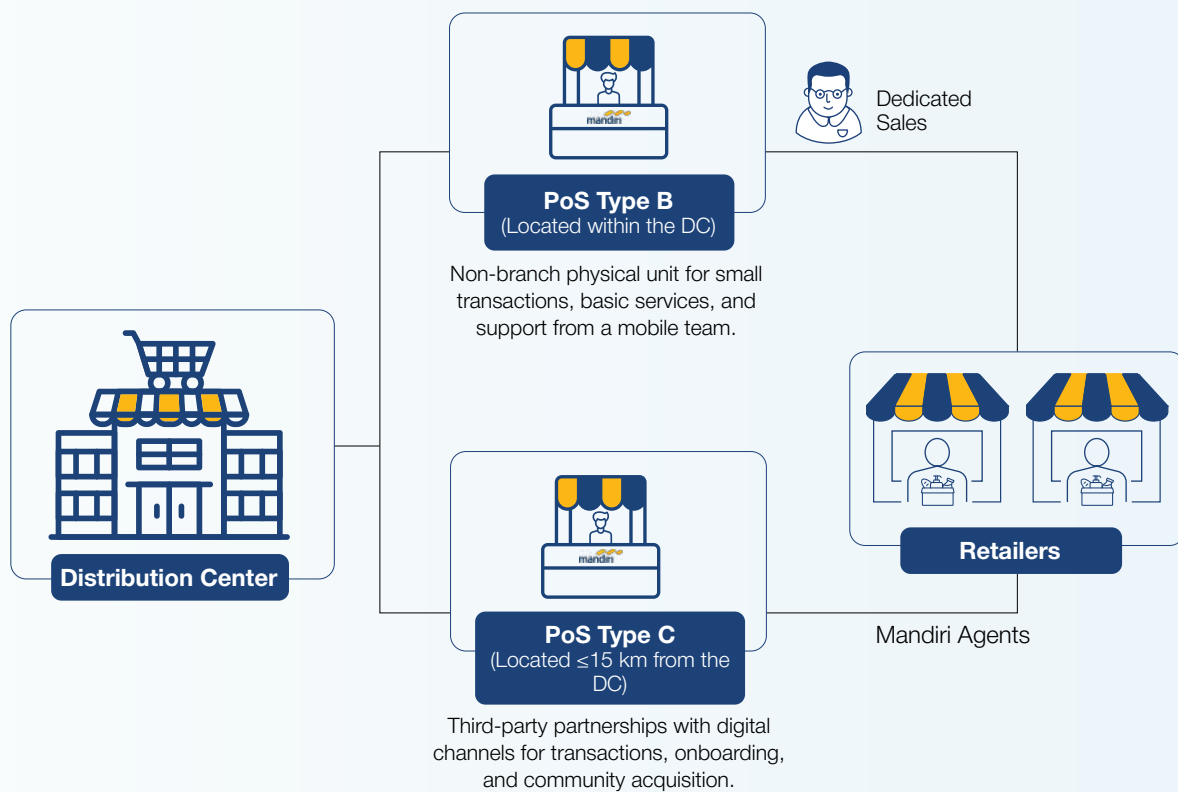 mandiri
PoS Type B
(Located within the DC)
Non-branch physical unit for small
transactions, basic services, and
support from a mobile team.
Dedicated
Sales
Distribution Center
mandiri
PoS Type C
(Located ≤15 km from the
DC)
Third-party partnerships with digital
channels for transactions, onboarding,
and community acquisition.
Retailers
Mandiri Agents